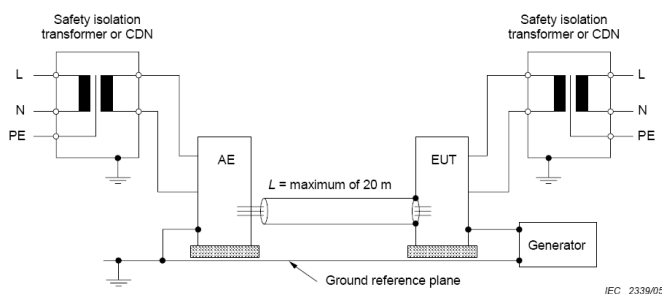 Safety isolation
transformer or CDN
Safety isolation
transformer or CDN
L
N
PE
L
N
PE
AE
EUT
L = maximum of 20 m
Generator
Ground reference plane
IEC 2339/05